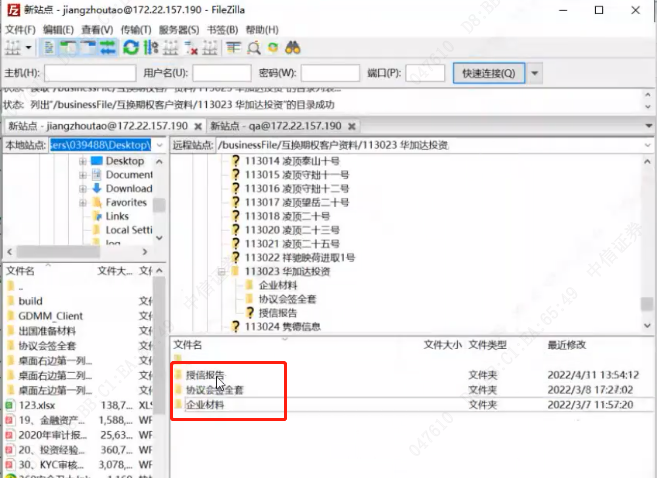 新站点 - jiangzhoutao@172.22.157.190 - FileZilla
文件(F) 编辑(E) 查看(V) 传输(T) 服务器(S) 书签(B) 帮助(H)
主机(H): 用户名(U): 密码(W): 端口(P): 快速连接(Q)
状态: 列出"/businessFile/互换期权客户资料/113023 华加达投资"的目录成功
新站点 - jiangzhoutao@172.22.157.190 新站点 - qa@172.22.157.190
本地站点: sers\039488\Desktop\ 远程站点: /businessFile/互换期权客户资料/113023 华加达投资
Desktop
Document
Download
Favorites
Links
Local Setti
113014 凌顶泰山十号
113015 凌顶守拙十一号
113016 凌顶守拙十二号
113017 凌顶望岳二十号
113018 凌顶二十号
113020 凌顶二十三号
113021 凌顶二十五号
113022 祥驰映荷进取1号
113023 华加达投资
企业材料
协议会签全套
授信报告
113024 隽德信息
文件名 文件大... 文件
..
build 文件
GDMM_Client 文件
出国准备材料 文件
协议会签全套 文件
桌面右边第一列... 文件
桌面右边第二列... 文件
桌面左边第一列... 文件
123.xlsx 138,7... XLS
19、金融资产... 1,588,... WF
2020年审计报... 25,63... WF
20、投资经验... 360,7... WF
30、KYC审核... 3,078,... WF
文件名 文件大小 文件类型 最近修改
..
授信报告 文件夹 2022/4/11 13:54:12
协议会签全套 文件夹 2022/3/8 17:27:02
企业材料 文件夹 2022/3/7 11:57:20